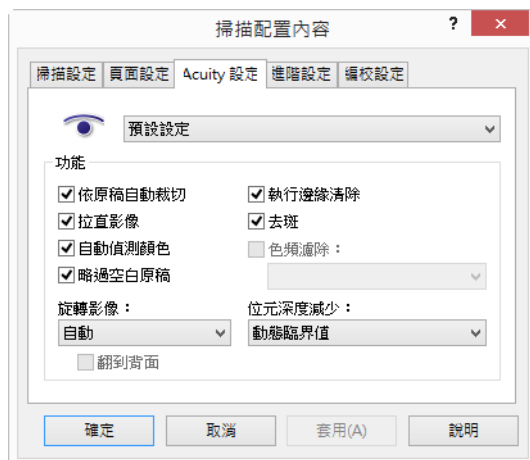 掃描配置內容
?
掃描設定 頁面設定 Acuity 設定 進階設定 編校設定
預設設定
功能
依原稿自動裁切 執行邊緣清除
拉直影像 去斑
自動偵測顏色 色頻濾除：
略過空白原稿
旋轉影像： 位元深度減少：
自動 動態臨界值
翻到背面
確定 取消 套用(A) 說明